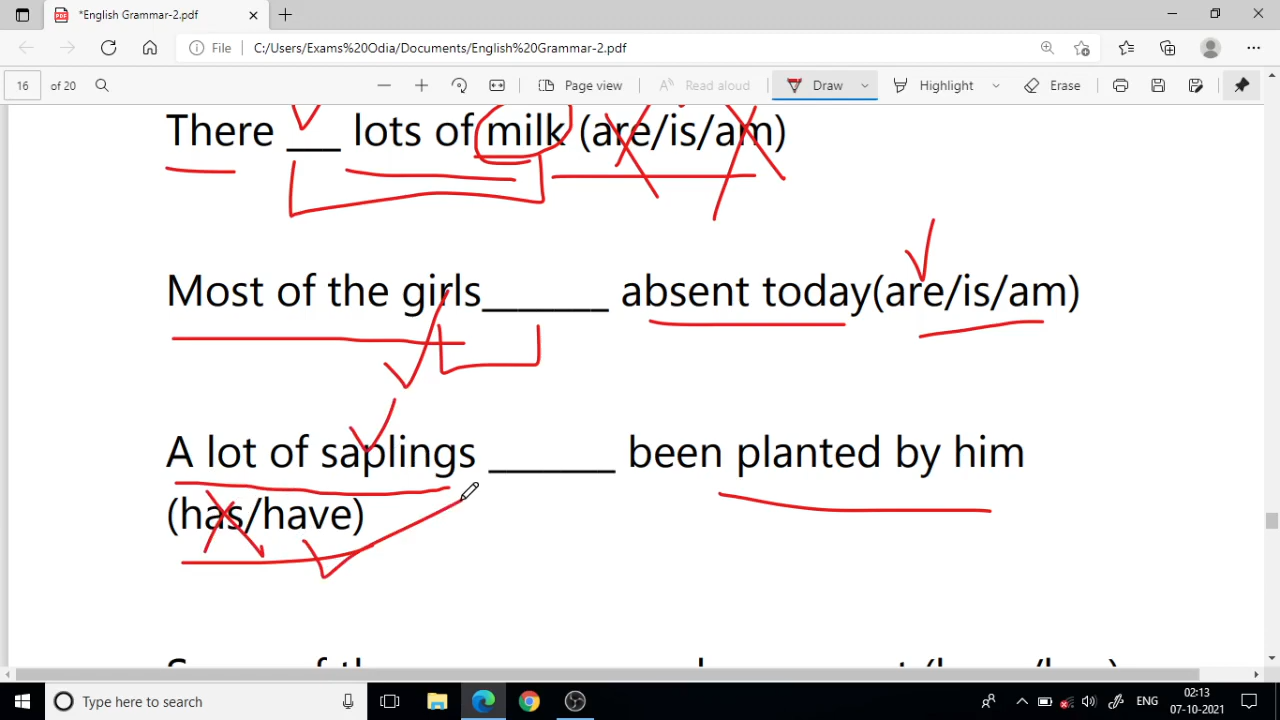 *English Grammar-2.pdf
File C:/Users/Exams%20Odia/Documents/English%20Grammar-2.pdf
16 of 20 Page view Read aloud Draw Highlight Erase
There ___ lots of milk (are/is/am)
Most of the girls______ absent today(are/is/am)
A lot of saplings ______ been planted by him
(has/have)
Type here to search
ENG
02:13
07-10-2021